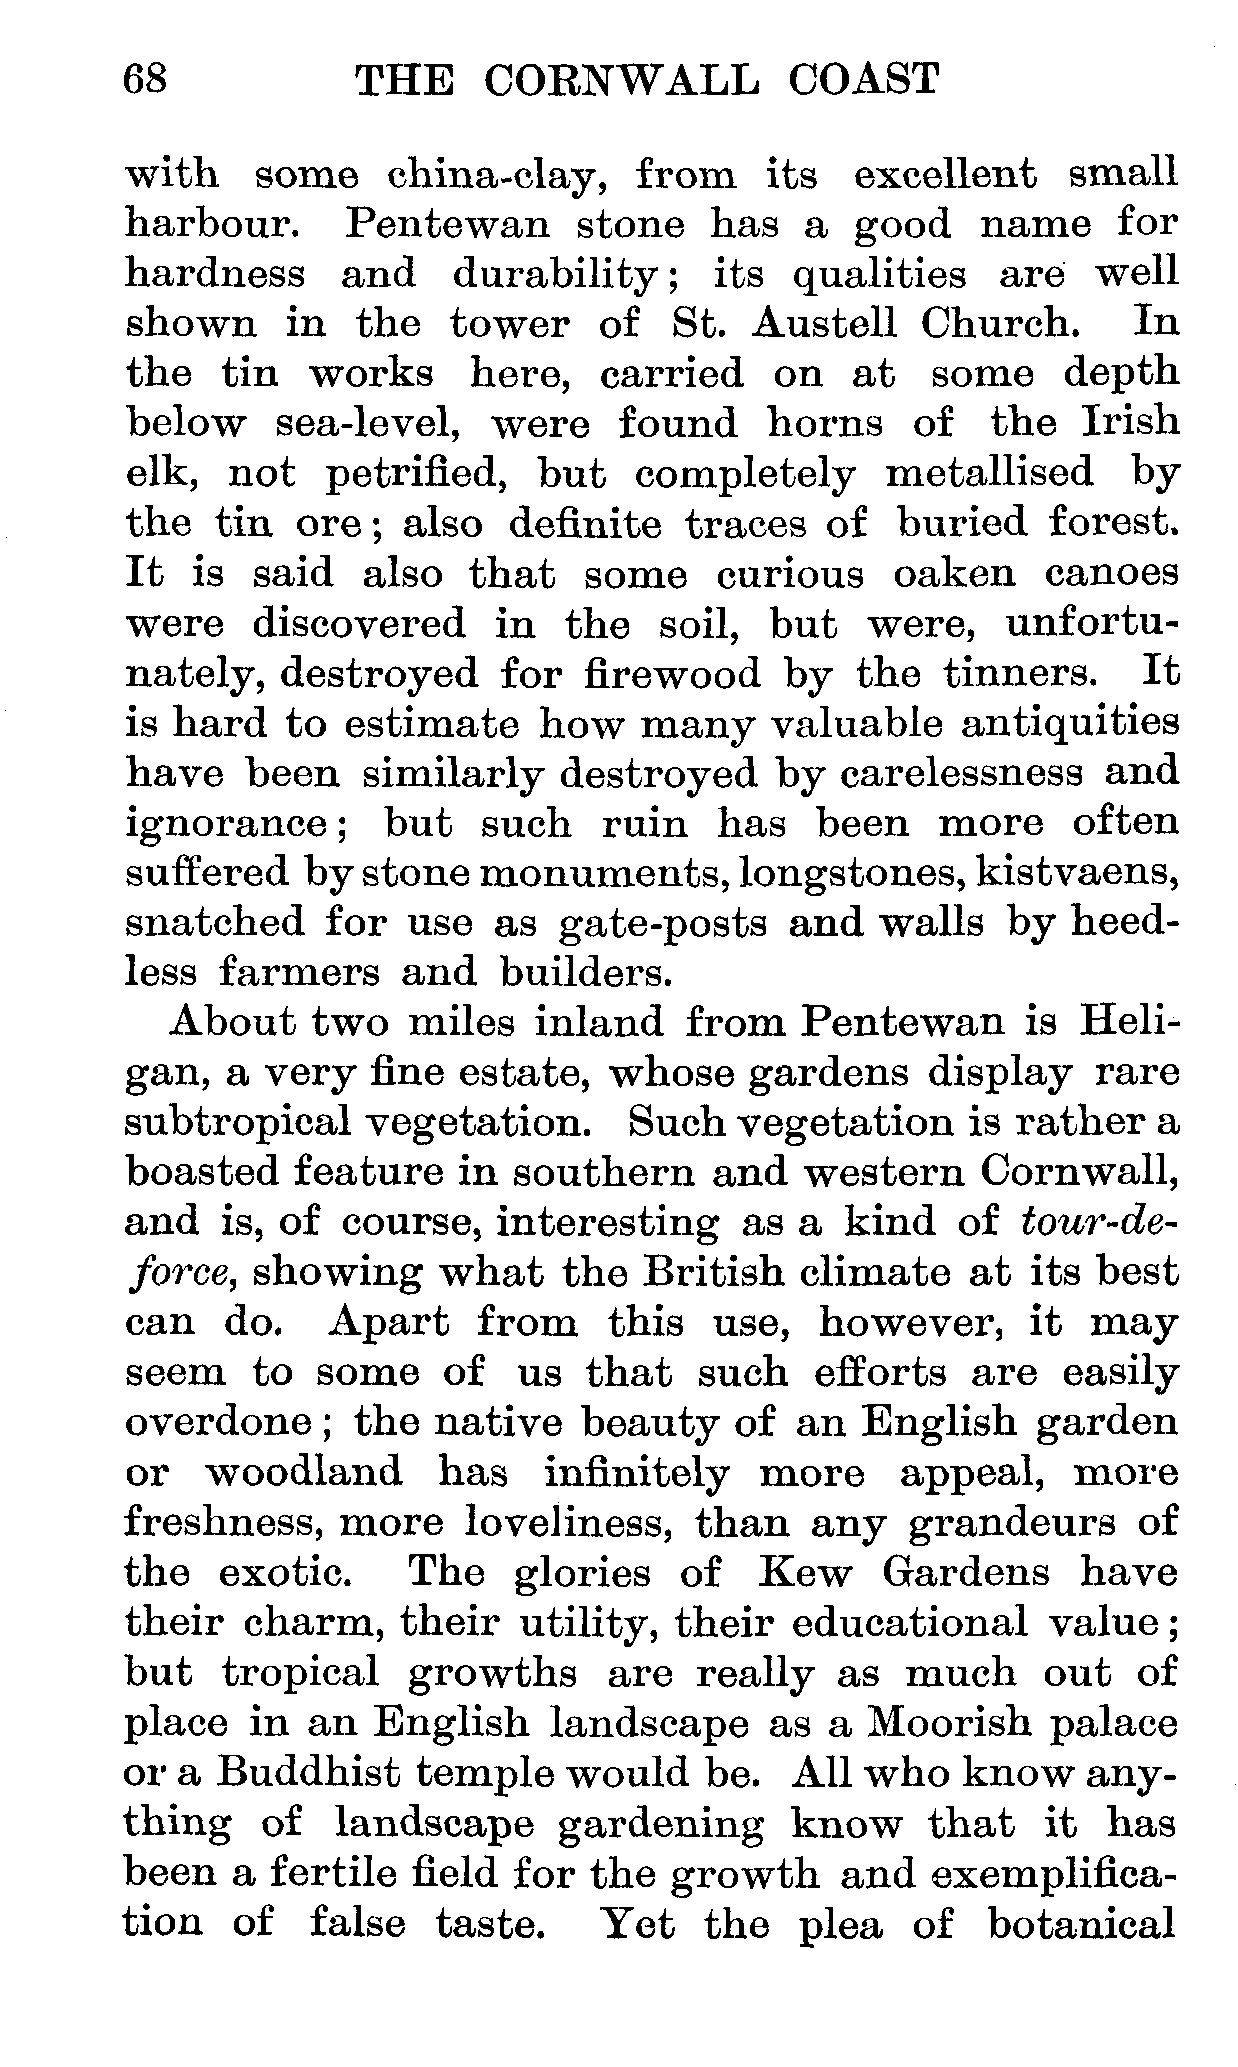 68 THE CORNWALL COAST
with some china-clay, from its excellent small
harbour. Pentewan stone has a good name for
hardness and durability; its qualities are well
shown in the tower of St. Austell Church. In
the tin works here, carried on at some depth
below sea-level, were found horns of the Irish
elk, not petrified, but completely metallised by
the tin ore; also definite traces of buried forest.
It is said also that some curious oaken canoes
were discovered in the soil, but were, unfortu-
nately, destroyed for firewood by the tinners. It
is hard to estimate how many valuable antiquities
have been similarly destroyed by carelessness and
ignorance; but such ruin has been more often
suffered by stone monuments, longstones, kistvaens,
snatched for use as gate-posts and walls by heed-
less farmers and builders.
About two miles inland from Pentewan is Heli-
gan, a very fine estate, whose gardens display rare
subtropical vegetation. Such vegetation is rather a
boasted feature in southern and western Cornwall,
and is, of course, interesting as a kind of tour-de-
force, showing what the British climate at its best
can do. Apart from this use, however, it may
seem to some of us that such efforts are easily
overdone; the native beauty of an English garden
or woodland has infinitely more appeal, more
freshness, more loveliness, than any grandeurs of
the exotic. The glories of Kew Gardens have
their charm, their utility, their educational value;
but tropical growths are really as much out of
place in an English landscape as a Moorish palace
or a Buddhist temple would be. All who know any-
thing of landscape gardening know that it has
been a fertile field for the growth and exemplifica-
tion of false taste. Yet the plea of botanical